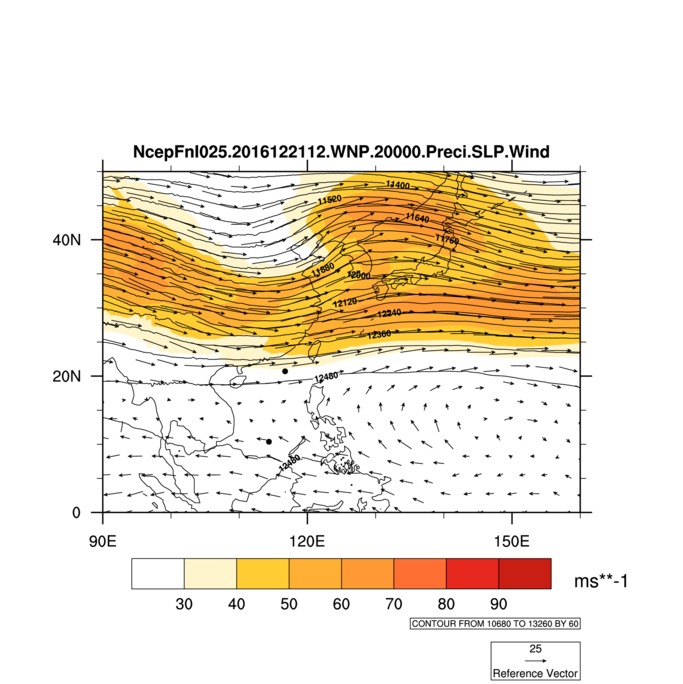 NcepFnl025.2016122112.WNP.20000.Preci.SLP.Wind
11400
11520
11640
11760
40N
11880
12000
12120
12240
12360
20N
12480
12480
0
90E 120E 150E
ms**-1
30 40 50 60 70 80 90
CONTOUR FROM 10680 TO 13260 BY 60
25
Reference Vector